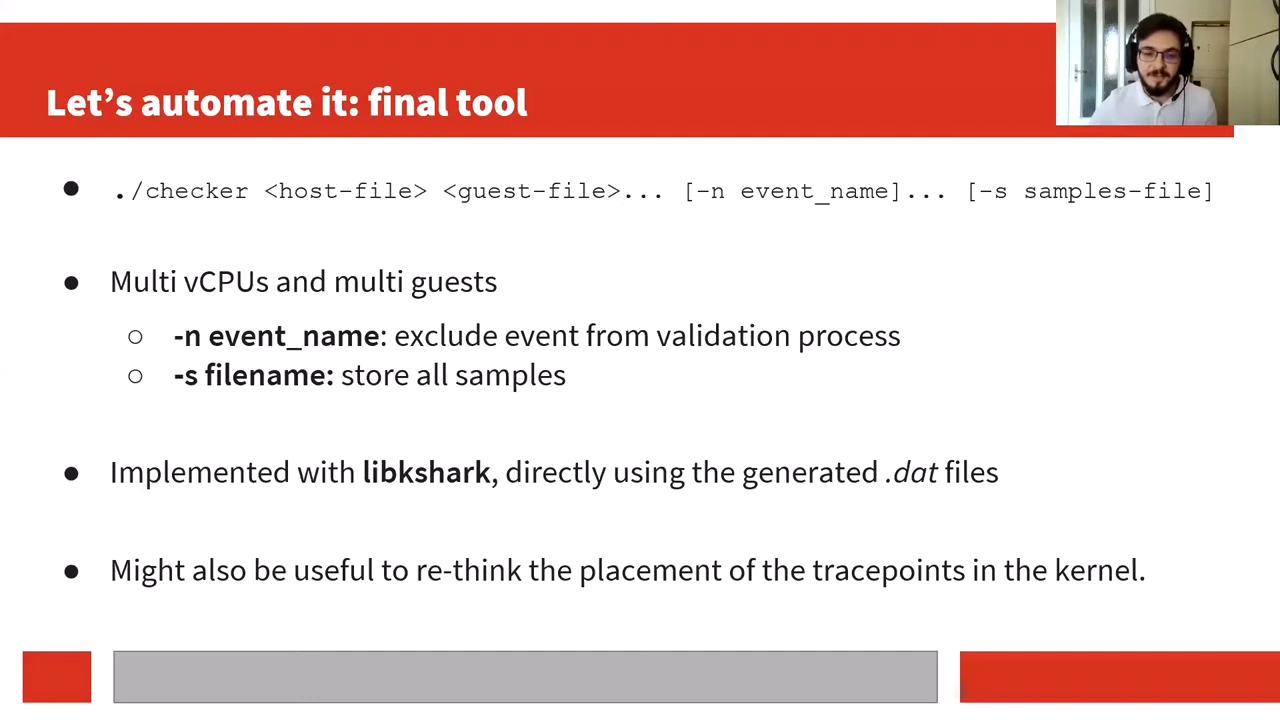 Let's automate it: final tool
● ./checker <host-file> <guest-file>... [-n event_name]... [-s samples-file]
● Multi vCPUs and multi guests
○ -n event_name: exclude event from validation process
○ -s filename: store all samples
● Implemented with libkshark, directly using the generated .dat files
● Might also be useful to re-think the placement of the tracepoints in the kernel.